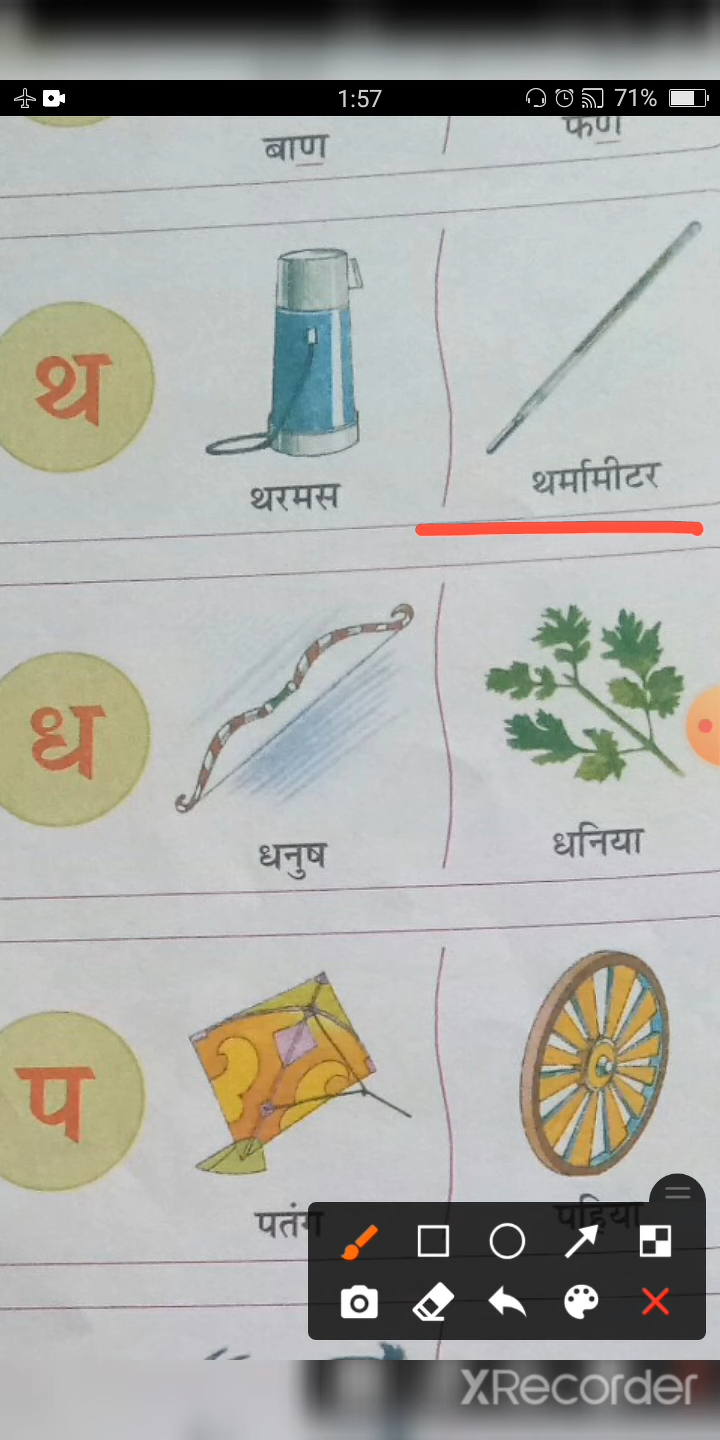 1:57 71%
बाण फण
थ
थरमस थर्मामीटर
ध
धनुष धनिया
प
पतंग पहिया
XRecorder